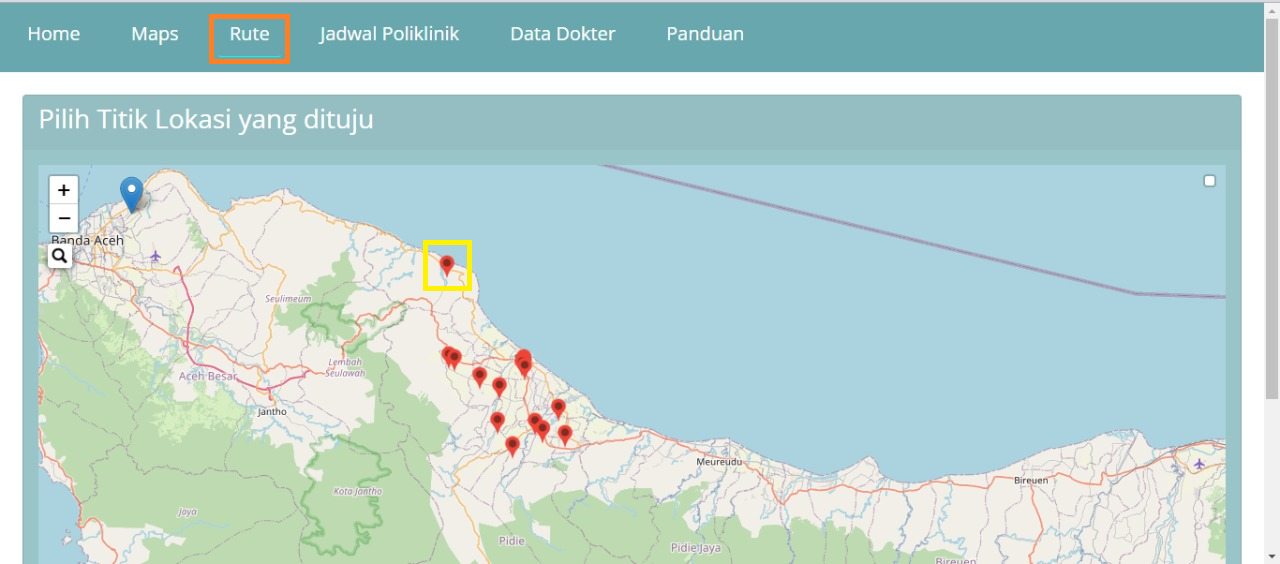 Home Maps Rute Jadwal Poliklinik Data Dokter Panduan
Pilih Titik Lokasi yang dituju
+
−
Banda Aceh
Seulimeum
Lembah
Seulawah
Aceh Besar
Jantho
Meureudu
Bireuen
Kota Jantho
Jaya
Pidie
Pidie Jaya
Bireuen